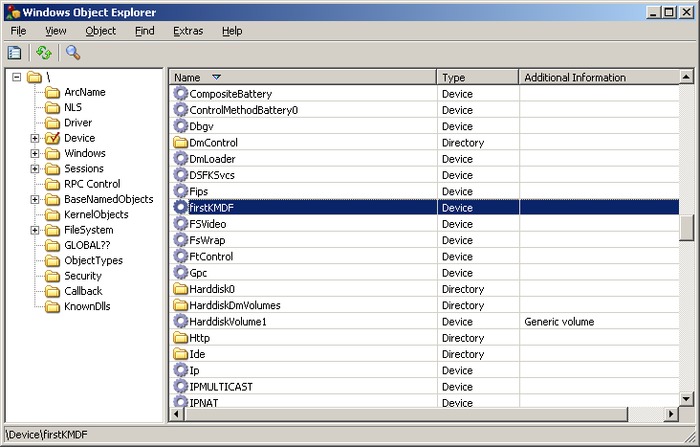 Windows Object Explorer
File View Object Find Extras Help
\
ArcName
NLS
Driver
Device
Windows
Sessions
RPC Control
BaseNamedObjects
KernelObjects
FileSystem
GLOBAL??
ObjectTypes
Security
Callback
KnownDlls
Name Type Additional Information
CompositeBattery Device
ControlMethodBattery0 Device
Dbgv Device
DmControl Directory
DmLoader Device
DSFKSvcs Device
Fips Device
firstKMDF Device
FSVideo Device
FsWrap Device
FtControl Device
Gpc Device
Harddisk0 Directory
HarddiskDmVolumes Directory
HarddiskVolume1 Device Generic volume
Http Directory
Ide Directory
Ip Device
IPMULTICAST Device
IPNAT Device
\Device\firstKMDF